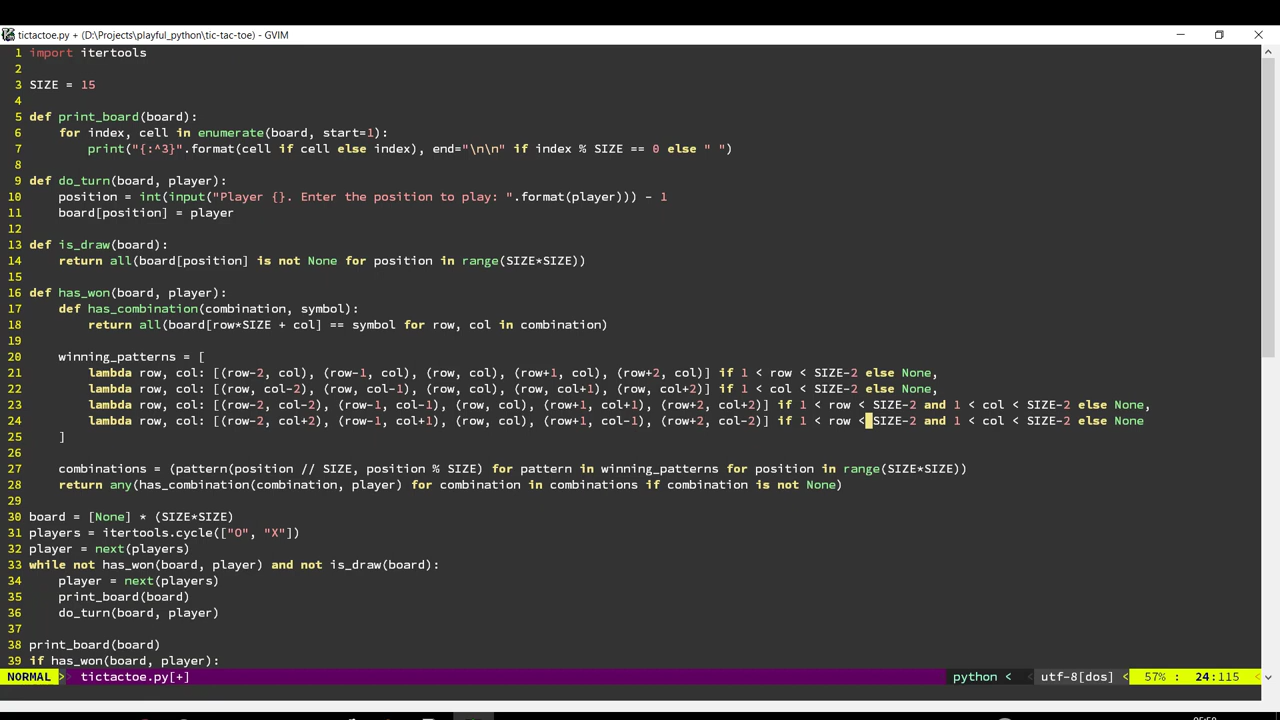 tictactoe.py + (D:\Projects\playful_python\tic-tac-toe) - GVIM
1 import itertools
2
3 SIZE = 15
4
5 def print_board(board):
6     for index, cell in enumerate(board, start=1):
7         print("{:^3}".format(cell if cell else index), end="\n\n" if index % SIZE == 0 else " ")
8
9 def do_turn(board, player):
10     position = int(input("Player {}. Enter the position to play: ".format(player))) - 1
11     board[position] = player
12
13 def is_draw(board):
14     return all(board[position] is not None for position in range(SIZE*SIZE))
15
16 def has_won(board, player):
17     def has_combination(combination, symbol):
18         return all(board[row*SIZE + col] == symbol for row, col in combination)
19
20     winning_patterns = [
21         lambda row, col: [(row-2, col), (row-1, col), (row, col), (row+1, col), (row+2, col)] if 1 < row < SIZE-2 else None,
22         lambda row, col: [(row, col-2), (row, col-1), (row, col), (row, col+1), (row, col+2)] if 1 < col < SIZE-2 else None,
23         lambda row, col: [(row-2, col-2), (row-1, col-1), (row, col), (row+1, col+1), (row+2, col+2)] if 1 < row < SIZE-2 and 1 < col < SIZE-2 else None,
24         lambda row, col: [(row-2, col+2), (row-1, col+1), (row, col), (row+1, col-1), (row+2, col-2)] if 1 < row < SIZE-2 and 1 < col < SIZE-2 else None
25     ]
26
27     combinations = (pattern(position // SIZE, position % SIZE) for pattern in winning_patterns for position in range(SIZE*SIZE))
28     return any(has_combination(combination, player) for combination in combinations if combination is not None)
29
30 board = [None] * (SIZE*SIZE)
31 players = itertools.cycle(["O", "X"])
32 player = next(players)
33 while not has_won(board, player) and not is_draw(board):
34     player = next(players)
35     print_board(board)
36     do_turn(board, player)
37
38 print_board(board)
39 if has_won(board, player):
NORMAL > tictactoe.py[+] python < utf-8[dos] < 57% : 24:115